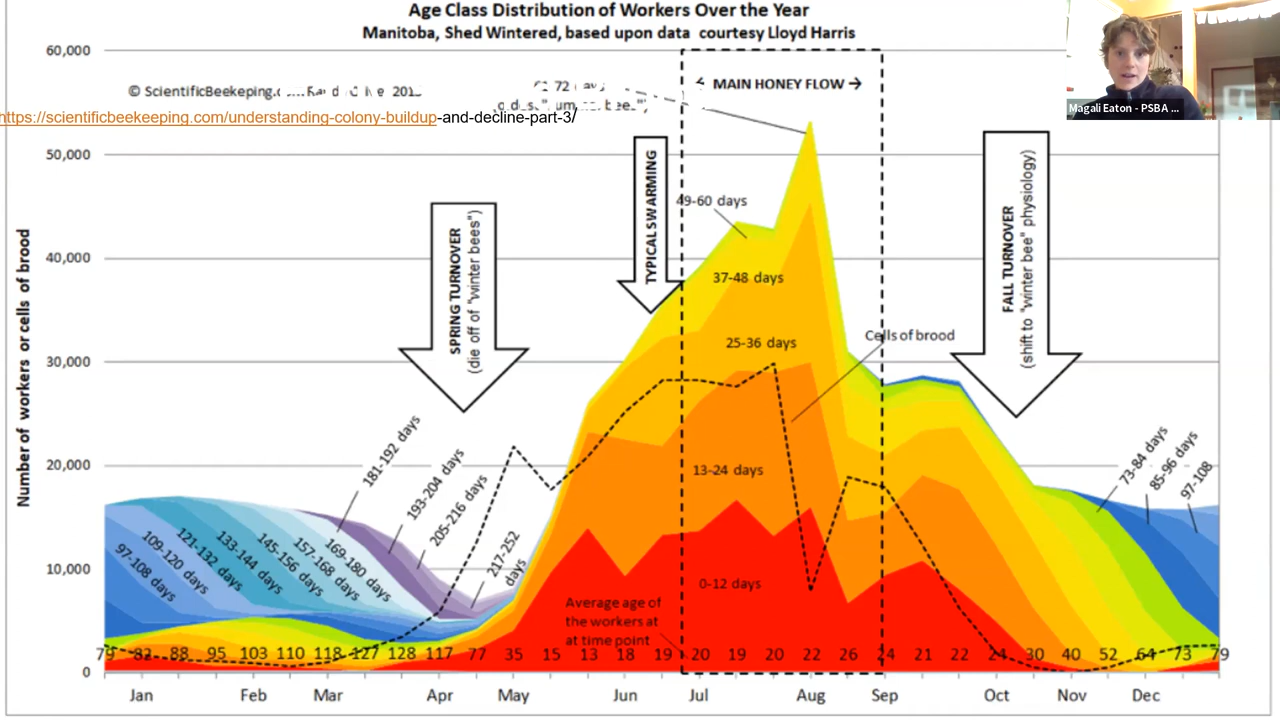 Age Class Distribution of Workers Over the Year
Manitoba, Shed Wintered, based upon data courtesy Lloyd Harris
60,000
50,000
40,000
30,000
20,000
10,000
0
Number of workers or cells of brood
© ScientificBeekeping.c
https://scientificbeekeeping.com/understanding-colony-buildup-and-decline-part-3/
← MAIN HONEY FLOW →
Magali Eaton - PSBA ...
SPRING TURNOVER
(die off of "winter bees")
TYPICAL SWARMING
FALL TURNOVER
(shift to "winter bee" physiology)
49-60 days
37-48 days
25-36 days
Cells of brood
13-24 days
0-12 days
Average age of
the workers at
at time point
97-108 days
109-120 days
121-132 days
133-144 days
145-156 days
157-168 days
169-180 days
181-192 days
193-204 days
205-216 days
217-252
days
73-84 days
85-96 days
97-108
79 82 88 95 103 110 118 127 128 117 77 35 15 13 18 19 20 19 20 22 26 24 21 22 24 30 40 52 64 73 79
Jan Feb Mar Apr May Jun Jul Aug Sep Oct Nov Dec